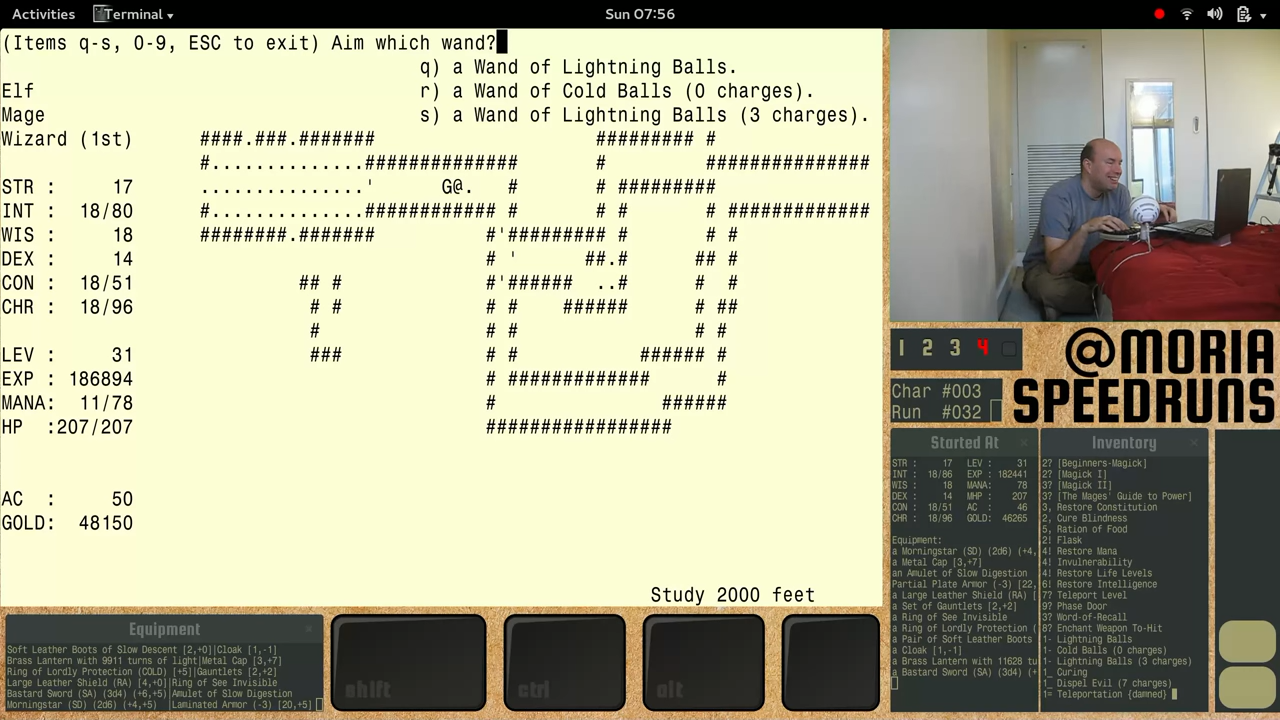 Activities Terminal Sun 07:56
(Items q-s, 0-9, ESC to exit) Aim which wand?
q) a Wand of Lightning Balls.
Elf r) a Wand of Cold Balls (0 charges).
Mage s) a Wand of Lightning Balls (3 charges).
Wizard (1st) ####.###.####### ######### #
#..............############## # ###############
STR : 17 ...............' G@. # # #########
INT : 18/80 #..............############ # # # # #############
WIS : 18 ########.####### #'######### # # #
DEX : 14 # ' ##.# ## #
CON : 18/51 ## # #'###### ..# # #
CHR : 18/96 # # # # ###### # ##
# # # # #
LEV : 31 ### # # ###### #
EXP : 186894 # ############# #
MANA: 11/78 # ######
HP :207/207 ################
AC : 50
GOLD: 48150
Study 2000 feet
1 2 3 4
@MORIA
SPEEDRUNS
Char #003
Run #032
Started At
STR : 17 LEV : 31
INT : 18/86 EXP : 182441
WIS : 18 MANA: 78
DEX : 14 MHP : 207
CON : 18/51 AC : 46
CHR : 18/96 GOLD: 46265
Equipment:
a Morningstar (SD) (2d6) (+4,
a Metal Cap [3,+7]
an Amulet of Slow Digestion
Partial Plate Armor (-3) [22,
a Large Leather Shield (RA) [
a Set of Gauntlets [2,+2]
a Ring of See Invisible
a Ring of Lordly Protection (
a Pair of Soft Leather Boots
a Cloak [1,-1]
a Brass Lantern with 11628 tu
a Bastard Sword (SA) (3d4) (+
Inventory
2? [Beginners-Magick]
2? [Magick I]
3? [Magick II]
3? [The Mages' Guide to Power]
3, Restore Constitution
2, Cure Blindness
5, Ration of Food
2! Flask
4! Restore Mana
4! Invulnerability
4! Restore Life Levels
6! Restore Intelligence
7? Teleport Level
9? Phase Door
3? Word-of-Recall
8? Enchant Weapon To-Hit
1- Lightning Balls
1- Cold Balls (0 charges)
1- Lightning Balls (3 charges)
1_ Curing
1_ Dispel Evil (7 charges)
1= Teleportation {damned}
Equipment
Soft Leather Boots of Slow Descent [2,+0]|Cloak [1,-1]
Brass Lantern with 9911 turns of light|Metal Cap [3,+7]
Ring of Lordly Protection (COLD) [+5]|Gauntlets [2,+2]
Large Leather Shield (RA) [4,+0]|Ring of See Invisible
Bastard Sword (SA) (3d4) (+6,+5)|Amulet of Slow Digestion
Morningstar (SD) (2d6) (+4,+5) |Laminated Armor (-3) [20,+5]
shift ctrl alt